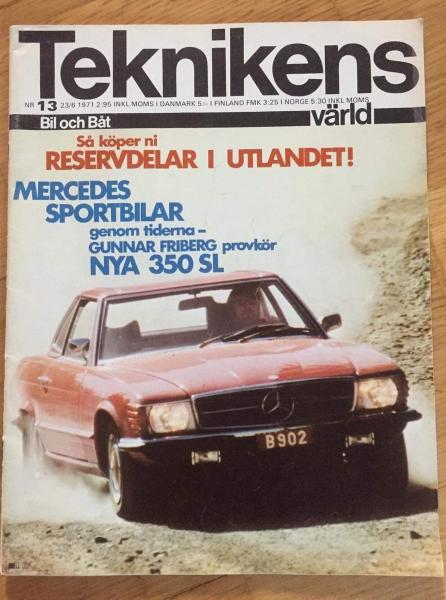 Teknikens
NR 13 23/6 1971 2:95 INKL MOMS I DANMARK 5:- I FINLAND FMK 3:25 I NORGE 5:30 INKL MOMS
Bil och Båt
värld
Så köper ni
RESERVDELAR I UTLANDET!
MERCEDES
SPORTBILAR
genom tiderna –
GUNNAR FRIBERG provkör
NYA 350 SL
B902